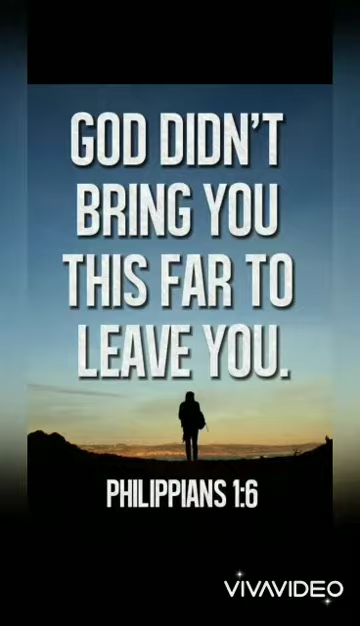 GOD DIDN'T
BRING YOU
THIS FAR TO
LEAVE YOU.
PHILIPPIANS 1:6
VIVAVIDEO